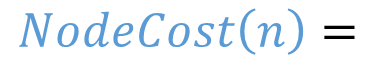 NodeCost(n) =